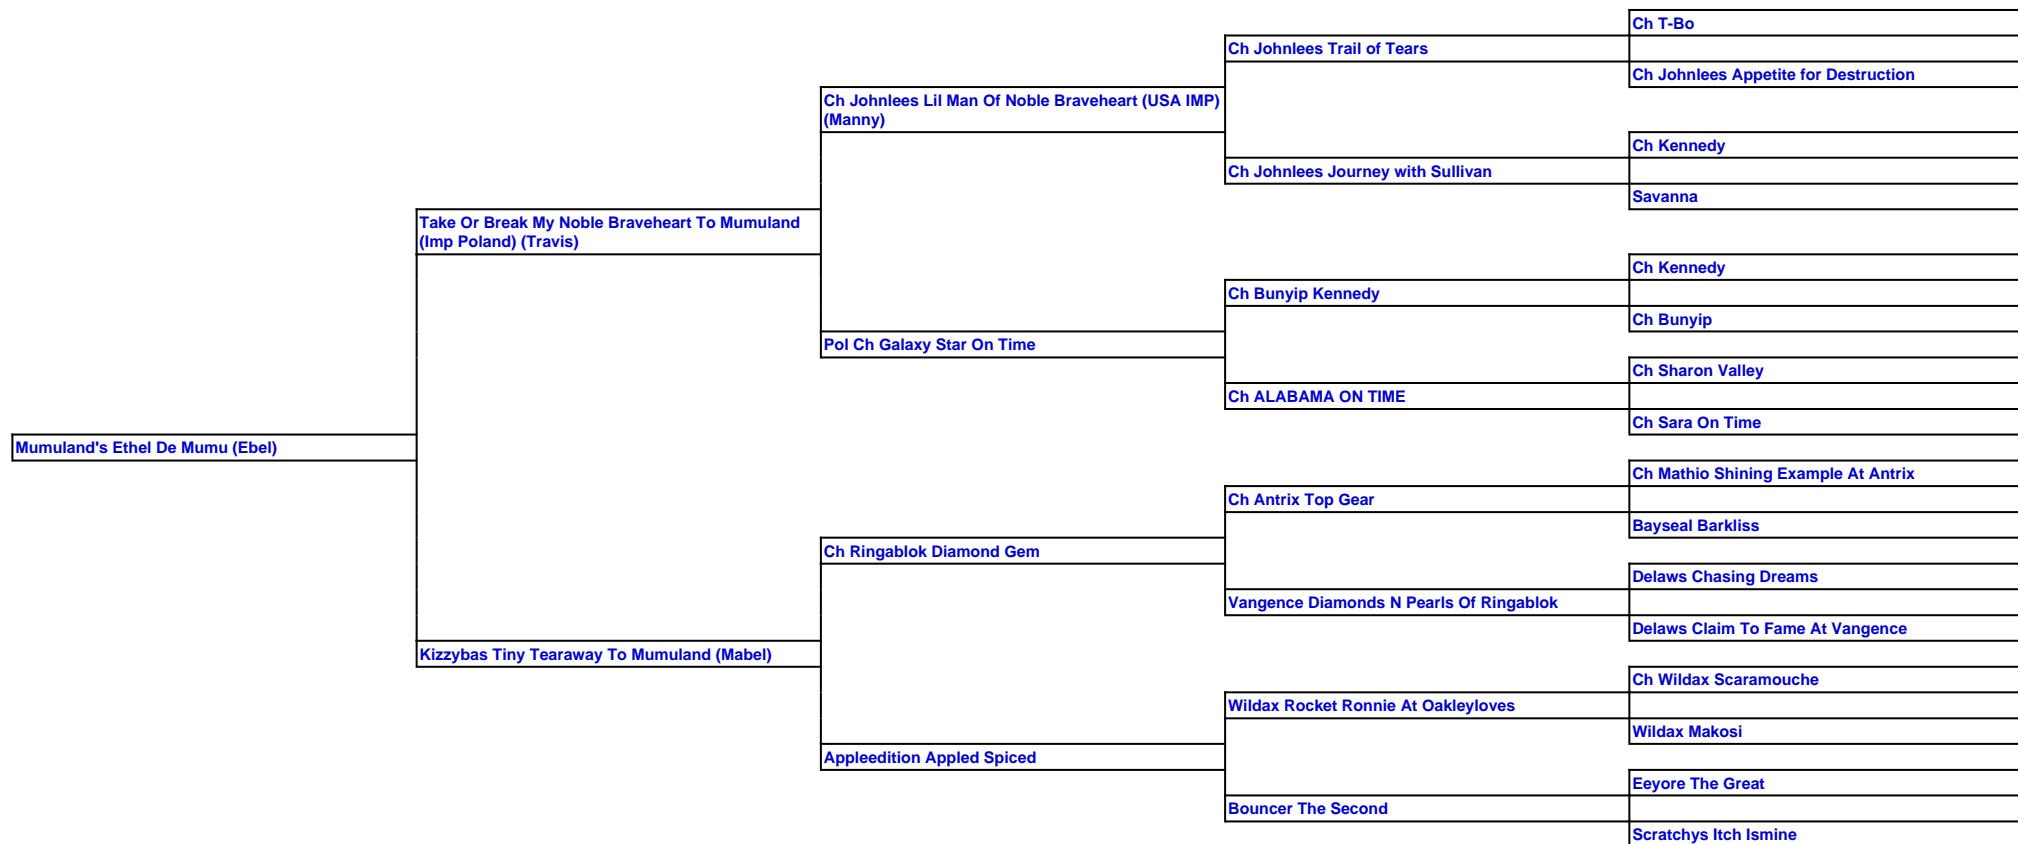 Ch T-Bo
Ch Johnlees Trail of Tears
Ch Johnlees Appetite for Destruction
Ch Johnlees Lil Man Of Noble Braveheart (USA IMP)
(Manny)
Ch Kennedy
Ch Johnlees Journey with Sullivan
Savanna
Take Or Break My Noble Braveheart To Mumuland
(Imp Poland) (Travis)
Ch Kennedy
Ch Bunyip Kennedy
Ch Bunyip
Pol Ch Galaxy Star On Time
Ch Sharon Valley
Ch ALABAMA ON TIME
Ch Sara On Time
Mumuland's Ethel De Mumu (Ebel)
Ch Mathio Shining Example At Antrix
Ch Antrix Top Gear
Bayseal Barkliss
Ch Ringablok Diamond Gem
Delaws Chasing Dreams
Vangence Diamonds N Pearls Of Ringablok
Delaws Claim To Fame At Vangence
Kizzybas Tiny Tearaway To Mumuland (Mabel)
Ch Wildax Scaramouche
Wildax Rocket Ronnie At Oakleyloves
Wildax Makosi
Appleedition Appled Spiced
Eeyore The Great
Bouncer The Second
Scratchys Itch Ismine